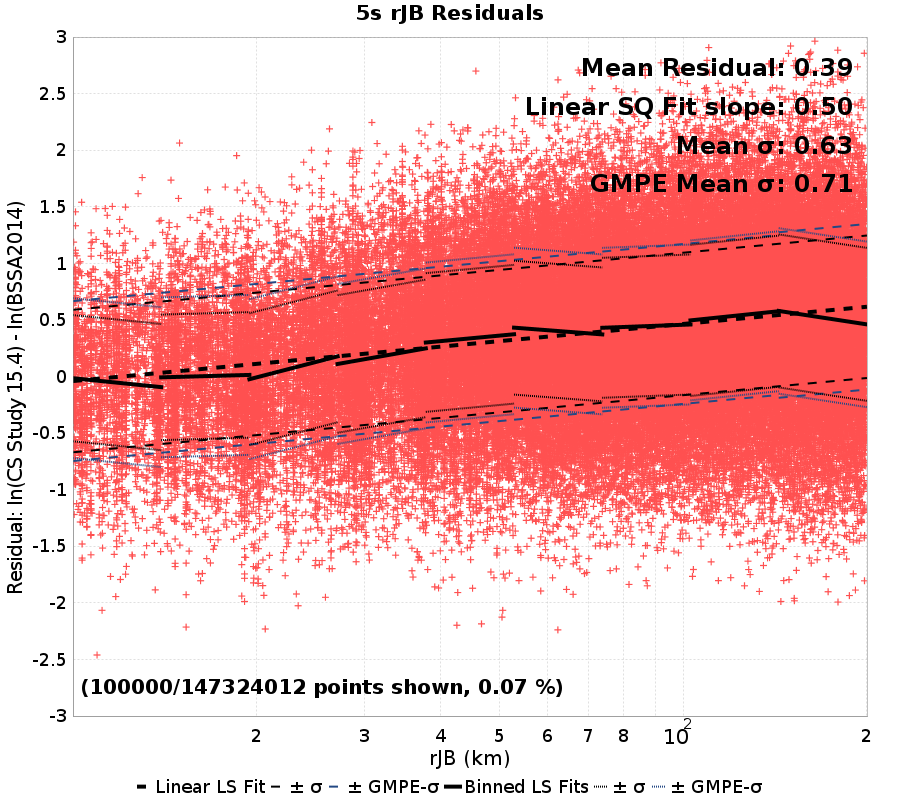 5s rJB Residuals
Mean Residual: 0.39
Linear SQ Fit slope: 0.50
Mean σ: 0.63
GMPE Mean σ: 0.71
Residual: ln(CS Study 15.4) - ln(BSSA2014)
3
2.5
2
1.5
1
0.5
0
-0.5
-1
-1.5
-2
-2.5
-3
(100000/147324012 points shown, 0.07 %)
2 3 4 5 6 7 8 10² 2
rJB (km)
Linear LS Fit ± σ ± GMPE-σ Binned LS Fits ± σ ± GMPE-σ